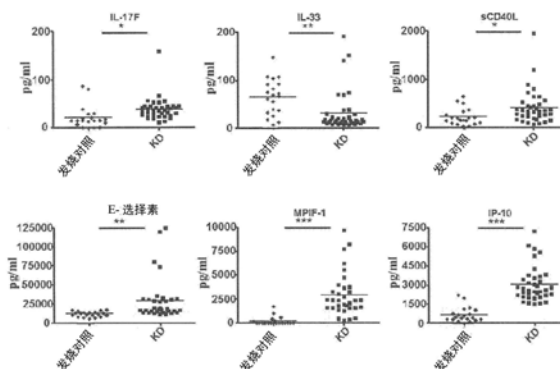 IL-17F
*
200
100
0
pg/ml
发烧对照
KD
IL-33
**
200
100
0
pg/ml
发烧对照
KD
sCD40L
*
2000
1000
0
pg/ml
发烧对照
KD
E- 选择素
**
125000
100000
75000
50000
25000
0
pg/ml
发烧对照
KD
MPIF-1
***
10000
7500
5000
2500
0
pg/ml
发烧对照
KD
IP-10
***
7500
6000
4500
3000
1500
0
pg/ml
发烧对照
KD